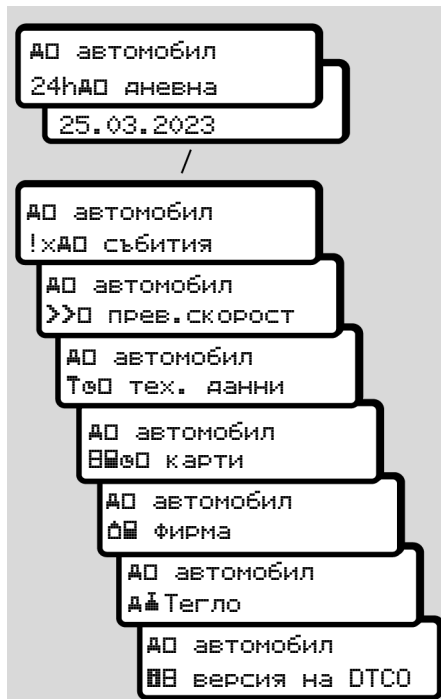 автомобил
24h дневна
25.03.2023
автомобил
!x събития
автомобил
>> прев.скорост
автомобил
тех. данни
автомобил
карти
автомобил
фирма
автомобил
Тегло
автомобил
версия на DTCO